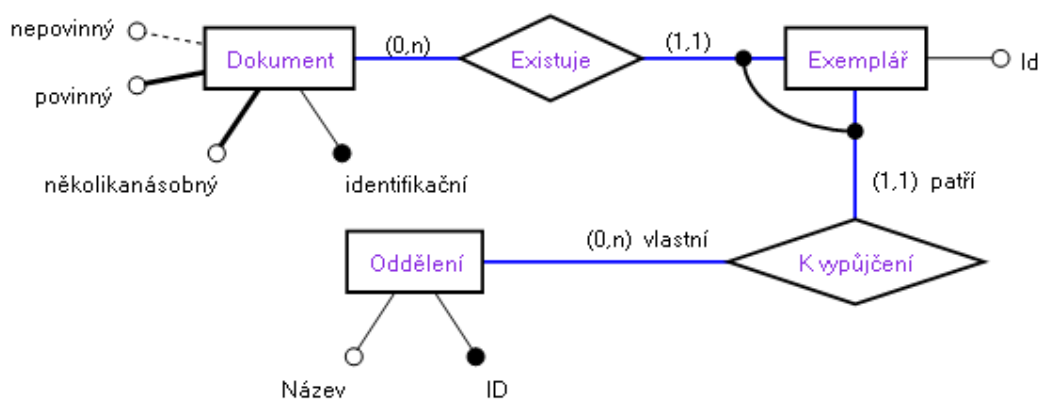 nepovinný
Dokument
(0,n)
Existuje
(1,1)
Exemplář
Id
povinný
několikanásobný
identifikační
(1,1) patří
(0,n) vlastní
Oddělení
K vypůjčení
Název
ID